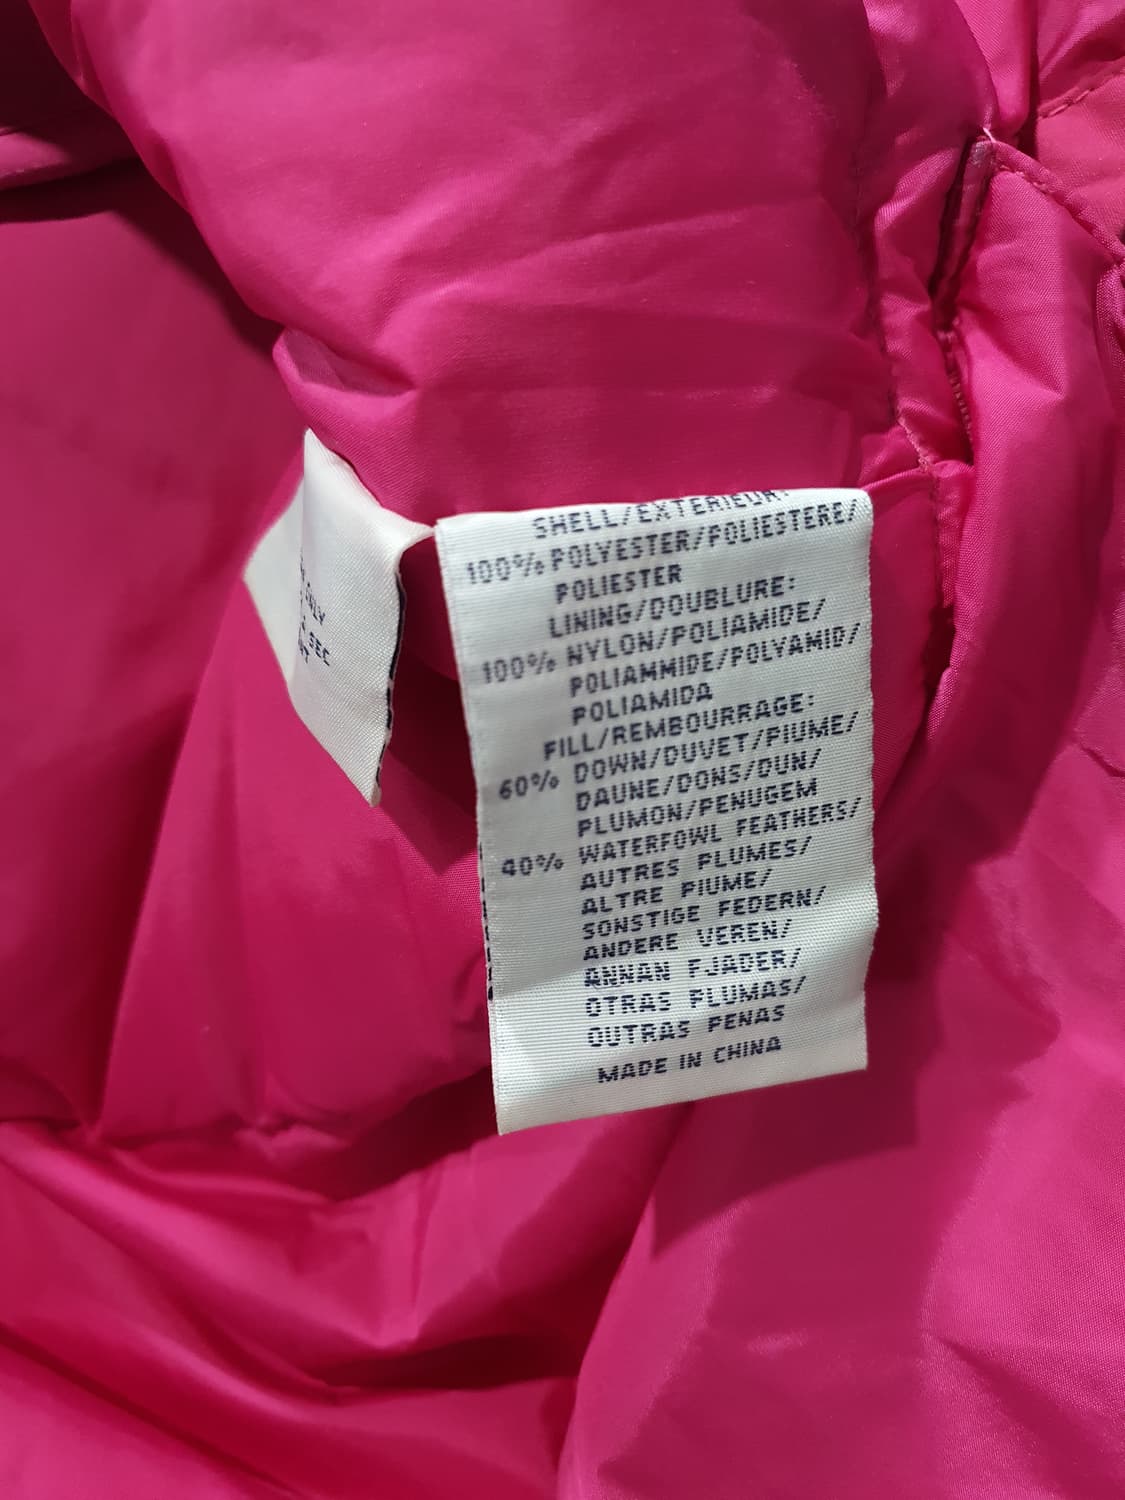 ONLY
SEC
SHELL/EXTERIEUR:
100% POLYESTER/POLIESTERE/
POLIESTER
LINING/DOUBLURE:
100% NYLON/POLIAMIDE/
POLIAMMIDE/POLYAMID/
POLIAMIDA
FILL/REMBOURRAGE:
60% DOWN/DUVET/PIUME/
DAUNE/DONS/DUN/
PLUMON/PENUGEM
40% WATERFOWL FEATHERS/
AUTRES PLUMES/
ALTRE PIUME/
SONSTIGE FEDERN/
ANDERE VEREN/
ANNAN FJADER/
OTRAS PLUMAS/
OUTRAS PENAS
MADE IN CHINA